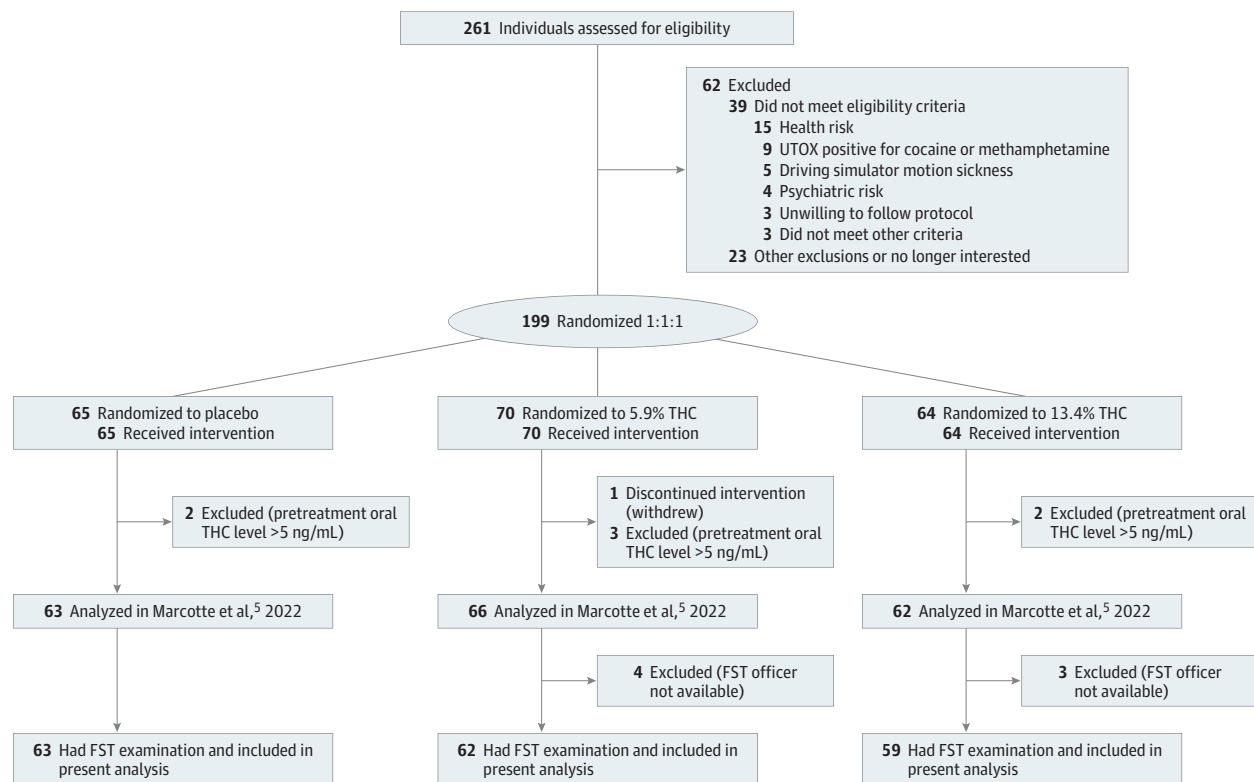 261 Individuals assessed for eligibility
62 Excluded
39 Did not meet eligibility criteria
15 Health risk
9 UTOX positive for cocaine or methamphetamine
5 Driving simulator motion sickness
4 Psychiatric risk
3 Unwilling to follow protocol
3 Did not meet other criteria
23 Other exclusions or no longer interested
199 Randomized 1:1:1
65 Randomized to placebo
65 Received intervention
70 Randomized to 5.9% THC
70 Received intervention
64 Randomized to 13.4% THC
64 Received intervention
2 Excluded (pretreatment oral
THC level >5 ng/mL)
1 Discontinued intervention
(withdrew)
3 Excluded (pretreatment oral
THC level >5 ng/mL)
2 Excluded (pretreatment oral
THC level >5 ng/mL)
63 Analyzed in Marcotte et al,5 2022
66 Analyzed in Marcotte et al,5 2022
62 Analyzed in Marcotte et al,5 2022
4 Excluded (FST officer
not available)
3 Excluded (FST officer
not available)
63 Had FST examination and included in
present analysis
62 Had FST examination and included in
present analysis
59 Had FST examination and included in
present analysis